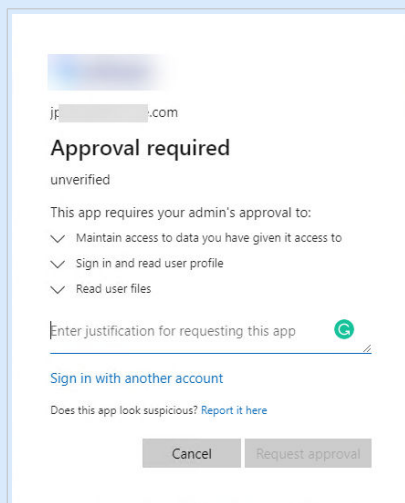 jp .com
Approval required
unverified
This app requires your admin's approval to:
Maintain access to data you have given it access to
Sign in and read user profile
Read user files
Enter justification for requesting this app
Sign in with another account
Does this app look suspicious? Report it here
Cancel Request approval